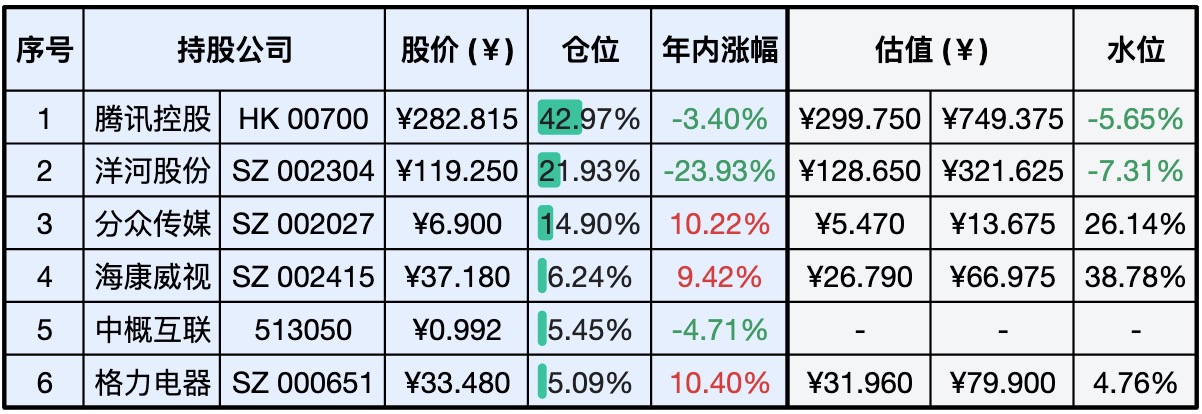 序号 持股公司 股价 (¥) 仓位 年内涨幅 估值 (¥) 水位
1 腾讯控股 HK 00700 ¥282.815 42.97% -3.40% ¥299.750 ¥749.375 -5.65%
2 洋河股份 SZ 002304 ¥119.250 21.93% -23.93% ¥128.650 ¥321.625 -7.31%
3 分众传媒 SZ 002027 ¥6.900 14.90% 10.22% ¥5.470 ¥13.675 26.14%
4 海康威视 SZ 002415 ¥37.180 6.24% 9.42% ¥26.790 ¥66.975 38.78%
5 中概互联 513050 ¥0.992 5.45% -4.71% - - -
6 格力电器 SZ 000651 ¥33.480 5.09% 10.40% ¥31.960 ¥79.900 4.76%